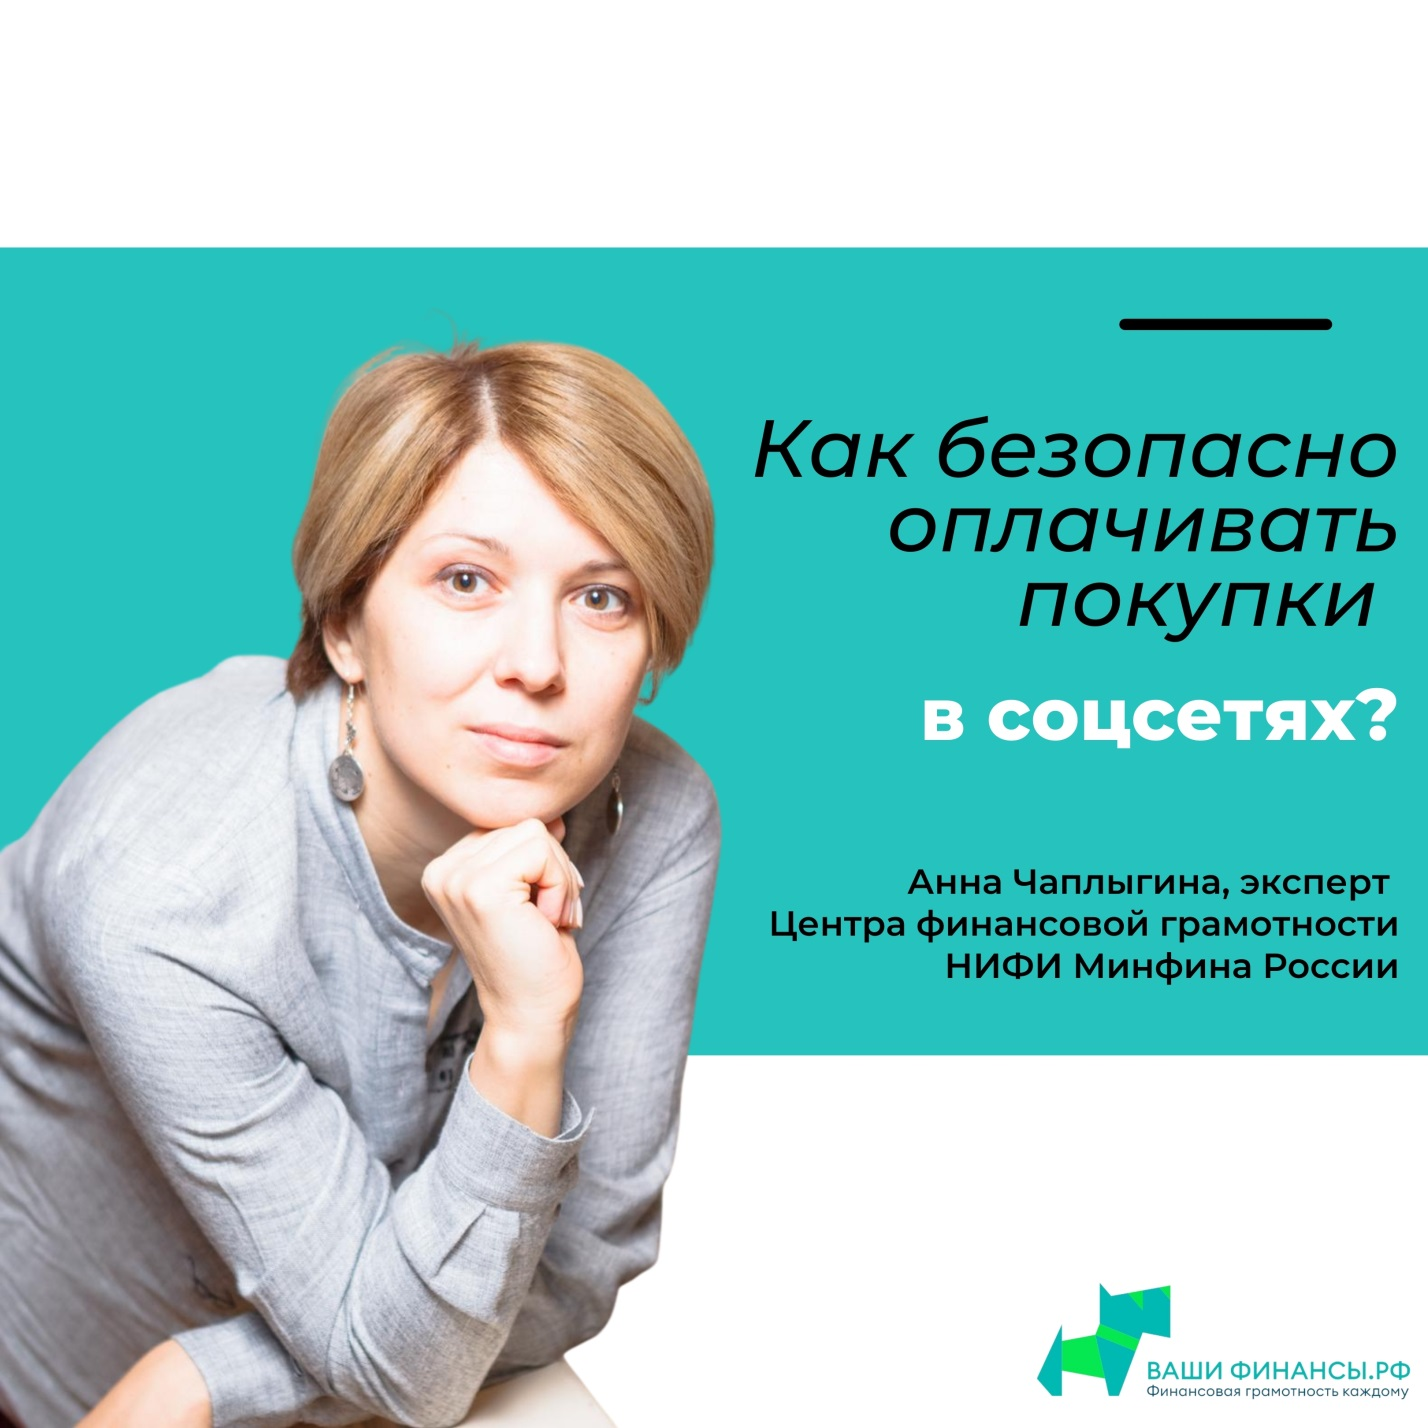 Как безопасно
оплачивать
покупки
в соцсетях?
Анна Чаплыгина, эксперт
Центра финансовой грамотности
НИФИ Минфина России
ВАШИ ФИНАНСЫ.РФ
Финансовая грамотность каждому